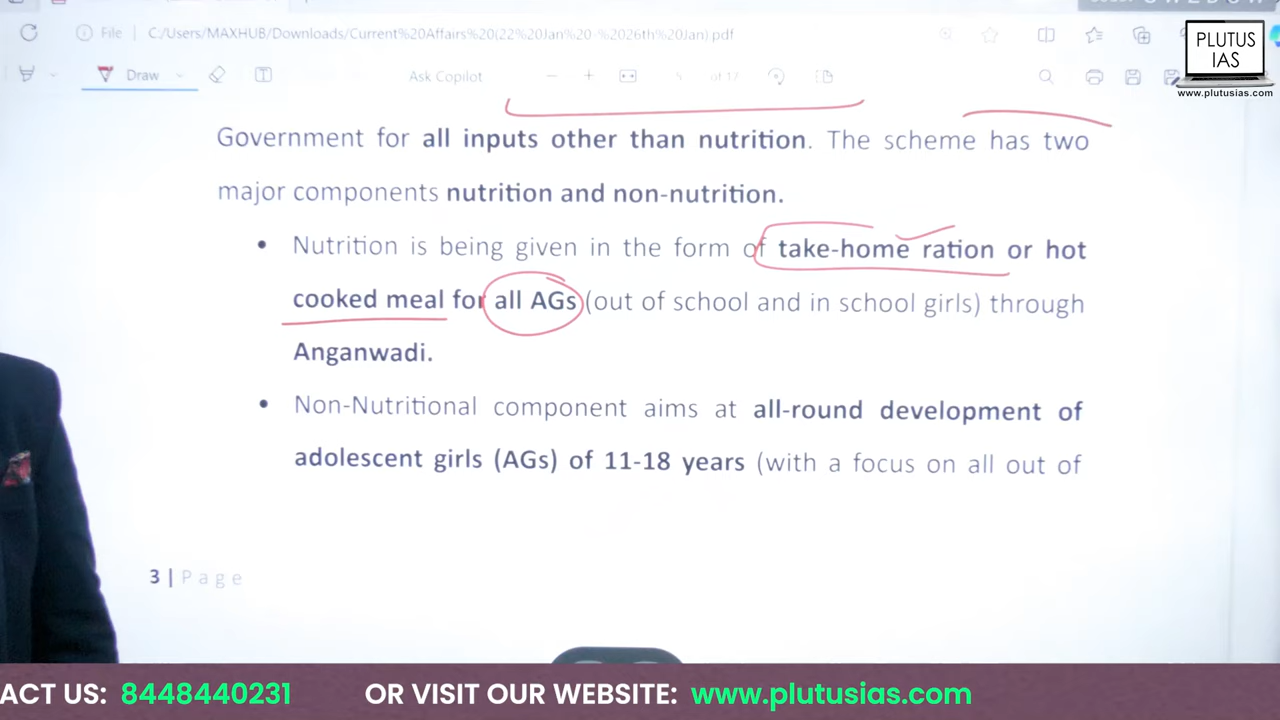 File C:/Users/MAXHUB/Downloads/Current%20Affairs%20(22%20Jan%20-%2026th%20Jan).pdf
PLUTUS
IAS
www.plutusias.com
Draw
Ask Copilot
5 of 17
Government for all inputs other than nutrition. The scheme has two
major components nutrition and non-nutrition.
• Nutrition is being given in the form of take-home ration or hot
cooked meal for all AGs (out of school and in school girls) through
Anganwadi.
• Non-Nutritional component aims at all-round development of
adolescent girls (AGs) of 11-18 years (with a focus on all out of
3 | Page
ACT US: 8448440231 OR VISIT OUR WEBSITE: www.plutusias.com